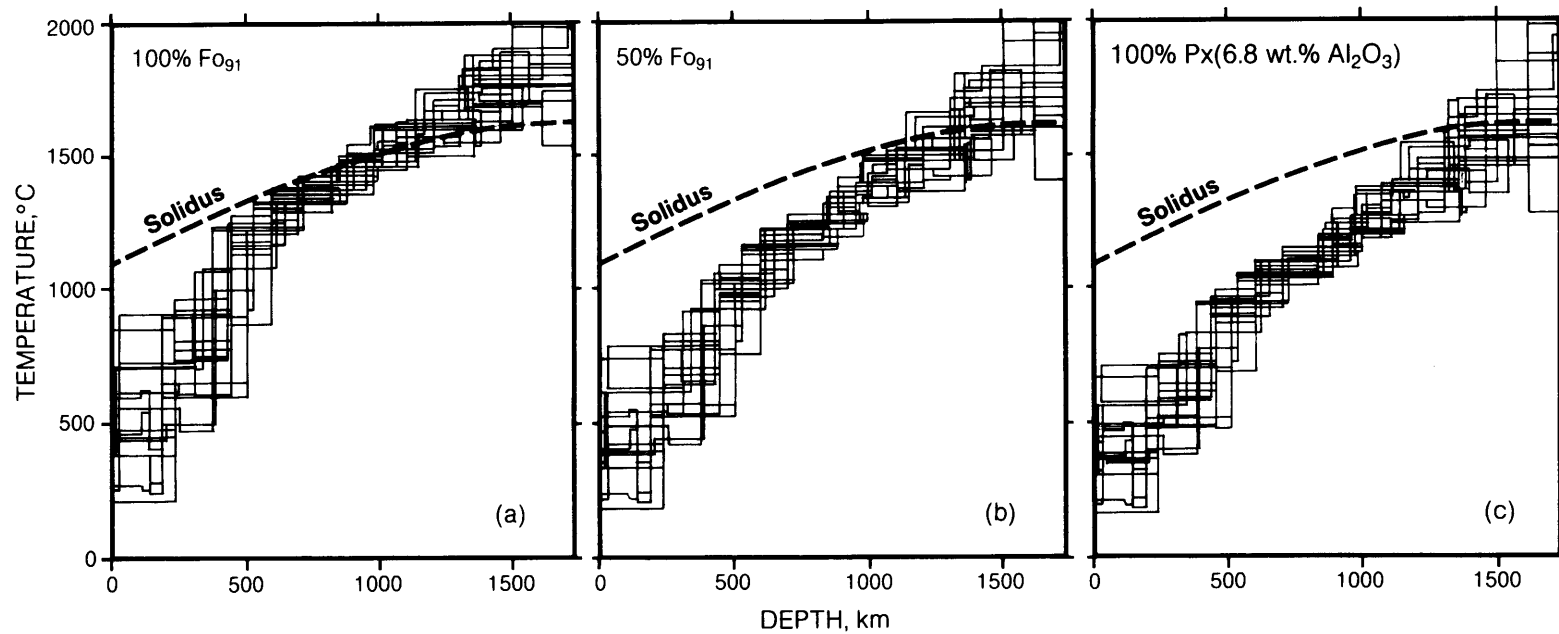 100% Fo₉₁
50% Fo₉₁
100% Px(6.8 wt.% Al₂O₃)
TEMPERATURE,°C
2000
1500
1000
500
0
Solidus
Solidus
Solidus
(a)
(b)
(c)
0 500 1000 1500
0 500 1000 1500
0 500 1000 1500
DEPTH, km